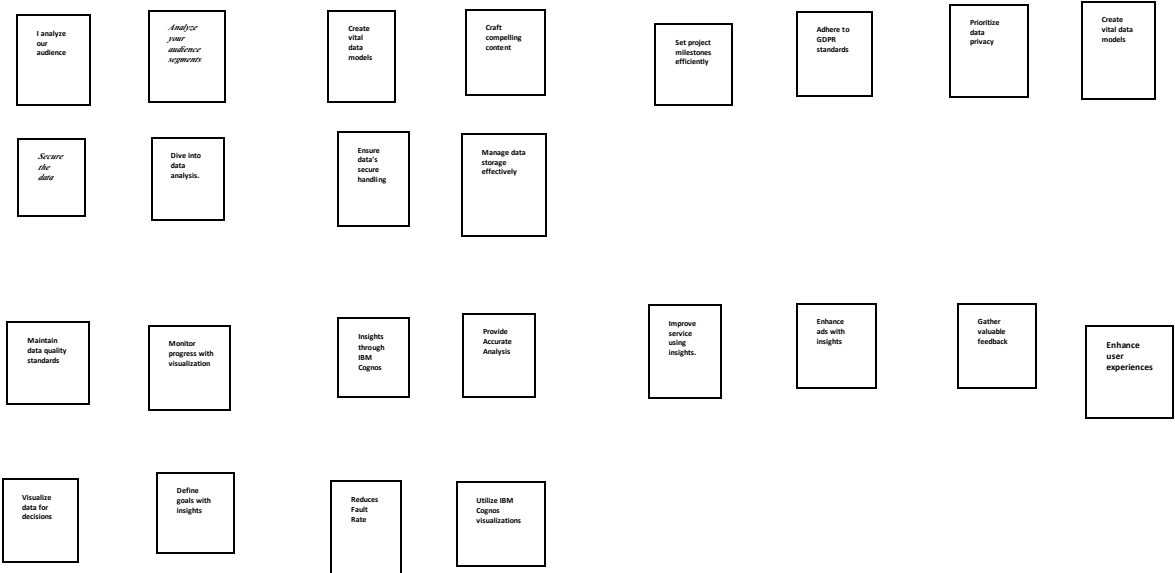 I analyze
our
audience
Analyze
your
audience
segments
Create
vital
data
models
Craft
compelling
content
Set project
milestones
efficiently
Adhere to
GDPR
standards
Prioritize
data
privacy
Create
vital data
models
Secure
the
data
Dive into
data
analysis.
Ensure
data's
secure
handling
Manage data
storage
effectively
Maintain
data quality
standards
Monitor
progress with
visualization
Insights
through
IBM
Cognos
Provide
Accurate
Analysis
Improve
service
using
insights.
Enhance
ads with
insights
Gather
valuable
feedback
Enhance
user
experiences
Visualize
data for
decisions
Define
goals with
insights
Reduces
Fault
Rate
Utilize IBM
Cognos
visualizations